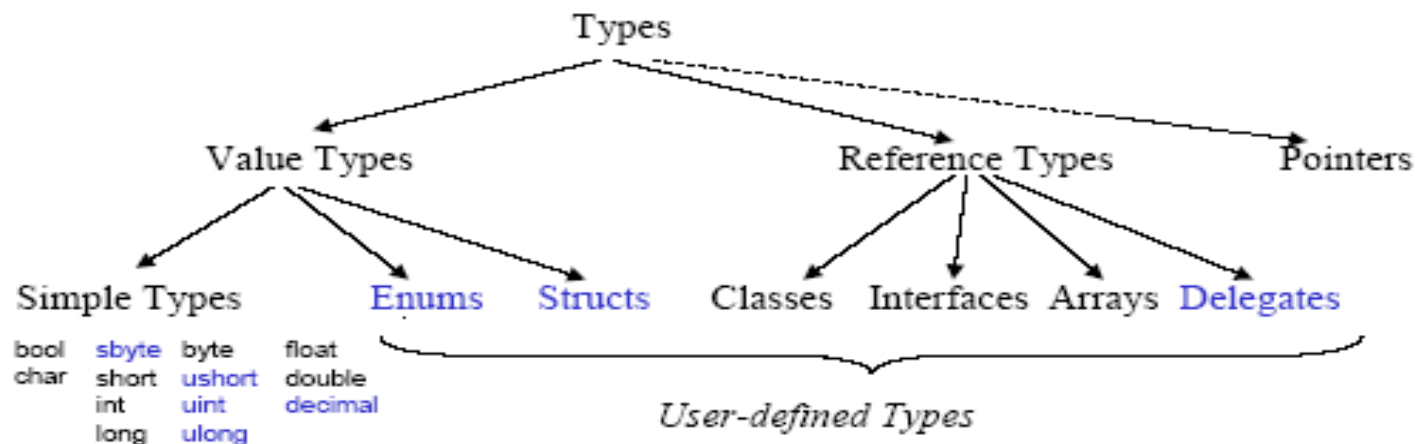 Types
Value Types Reference Types Pointers
Simple Types Enums Structs Classes Interfaces Arrays Delegates
bool sbyte byte float
char short ushort double
int uint decimal
long ulong
User-defined Types